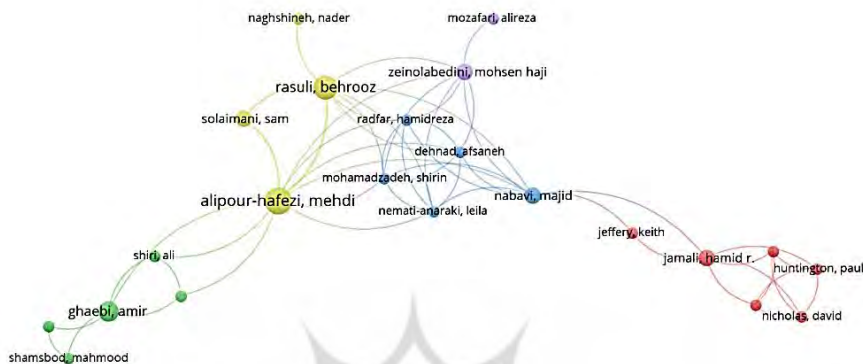 naghshineh, nader
mozafari, alireza
zeinolabedini, mohsen haji
rasuli, behrooz
solaimani, sam
radfar, hamidreza
dehnad, afsaneh
mohamadzadeh, shirin
alipour-hafezi, mehdi
nabavi, majid
nemati-anaraki, leila
jeffery, keith
shiri, ali
jamali, hamid r.
huntington, paul
ghaebi, amir
nicholas, david
shamsbod, mahmood